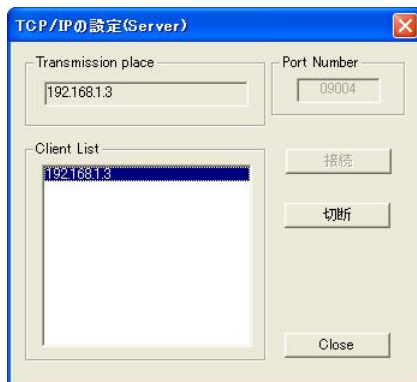 TCP/IPの設定(Server)
Transmission place
192.168.1.3
Port Number
09004
Client List
192.168.1.3
接続
切断
Close